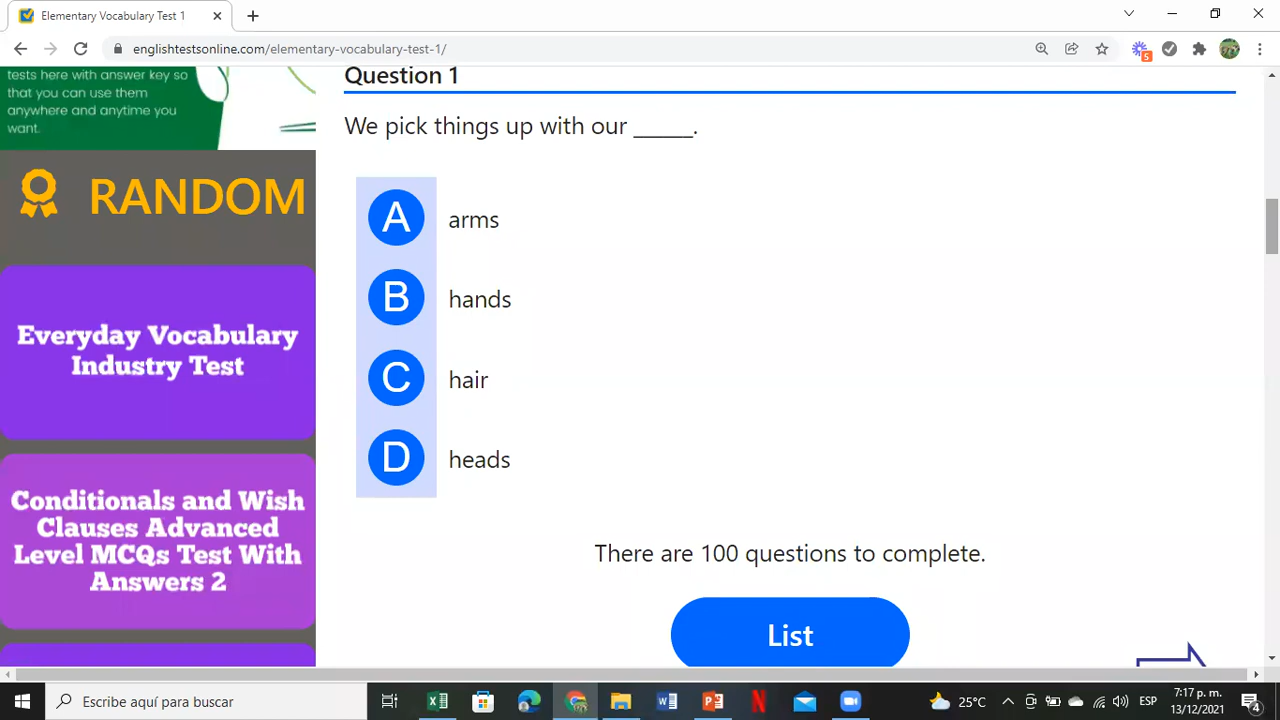 Elementary Vocabulary Test 1
englishtestsonline.com/elementary-vocabulary-test-1/
5
tests here with answer key so
that you can use them
anywhere and anytime you
want.
RANDOM
Everyday Vocabulary
Industry Test
Conditionals and Wish
Clauses Advanced
Level MCQs Test With
Answers 2
Question 1
We pick things up with our _____.
A arms
B hands
C hair
D heads
There are 100 questions to complete.
List
Escribe aquí para buscar
25°C
ESP
7:17 p. m.
13/12/2021
4